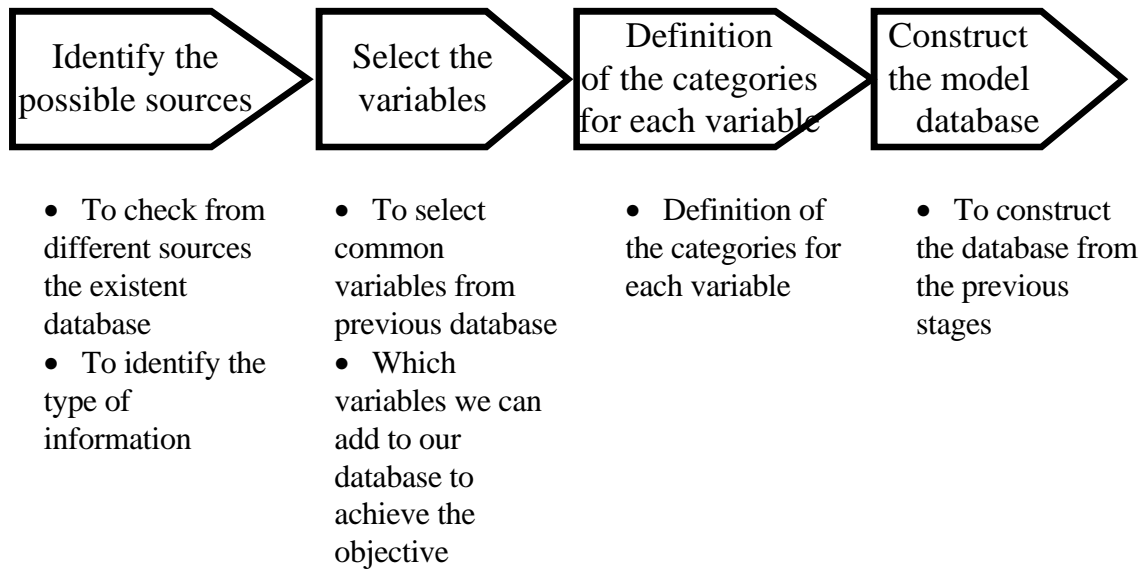 Identify the
possible sources
Select the
variables
Definition
of the categories
for each variable
Construct
the model
database
• To check from
different sources
the existent
database
• To identify the
type of
information
• To select
common
variables from
previous database
• Which
variables we can
add to our
database to
achieve the
objective
• Definition of
the categories for
each variable
• To construct
the database from
the previous
stages